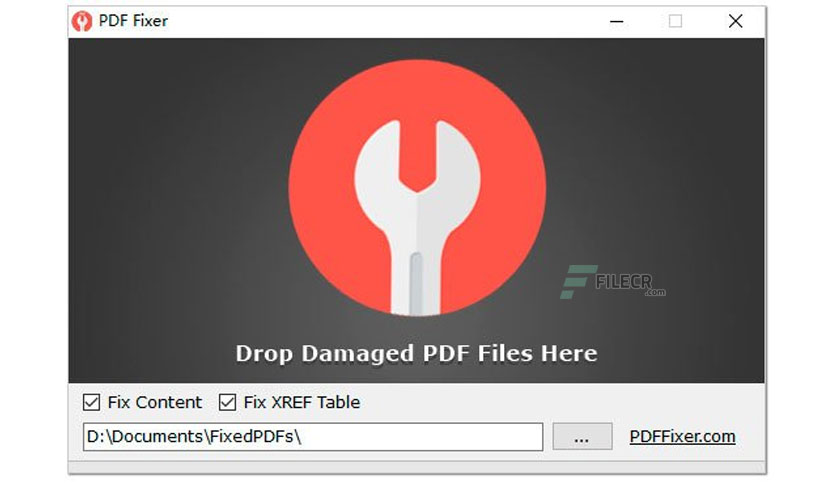 PDF Fixer
FILECR
.com
Drop Damaged PDF Files Here
Fix Content Fix XREF Table
D:\Documents\FixedPDFs\ ... PDFFixer.com